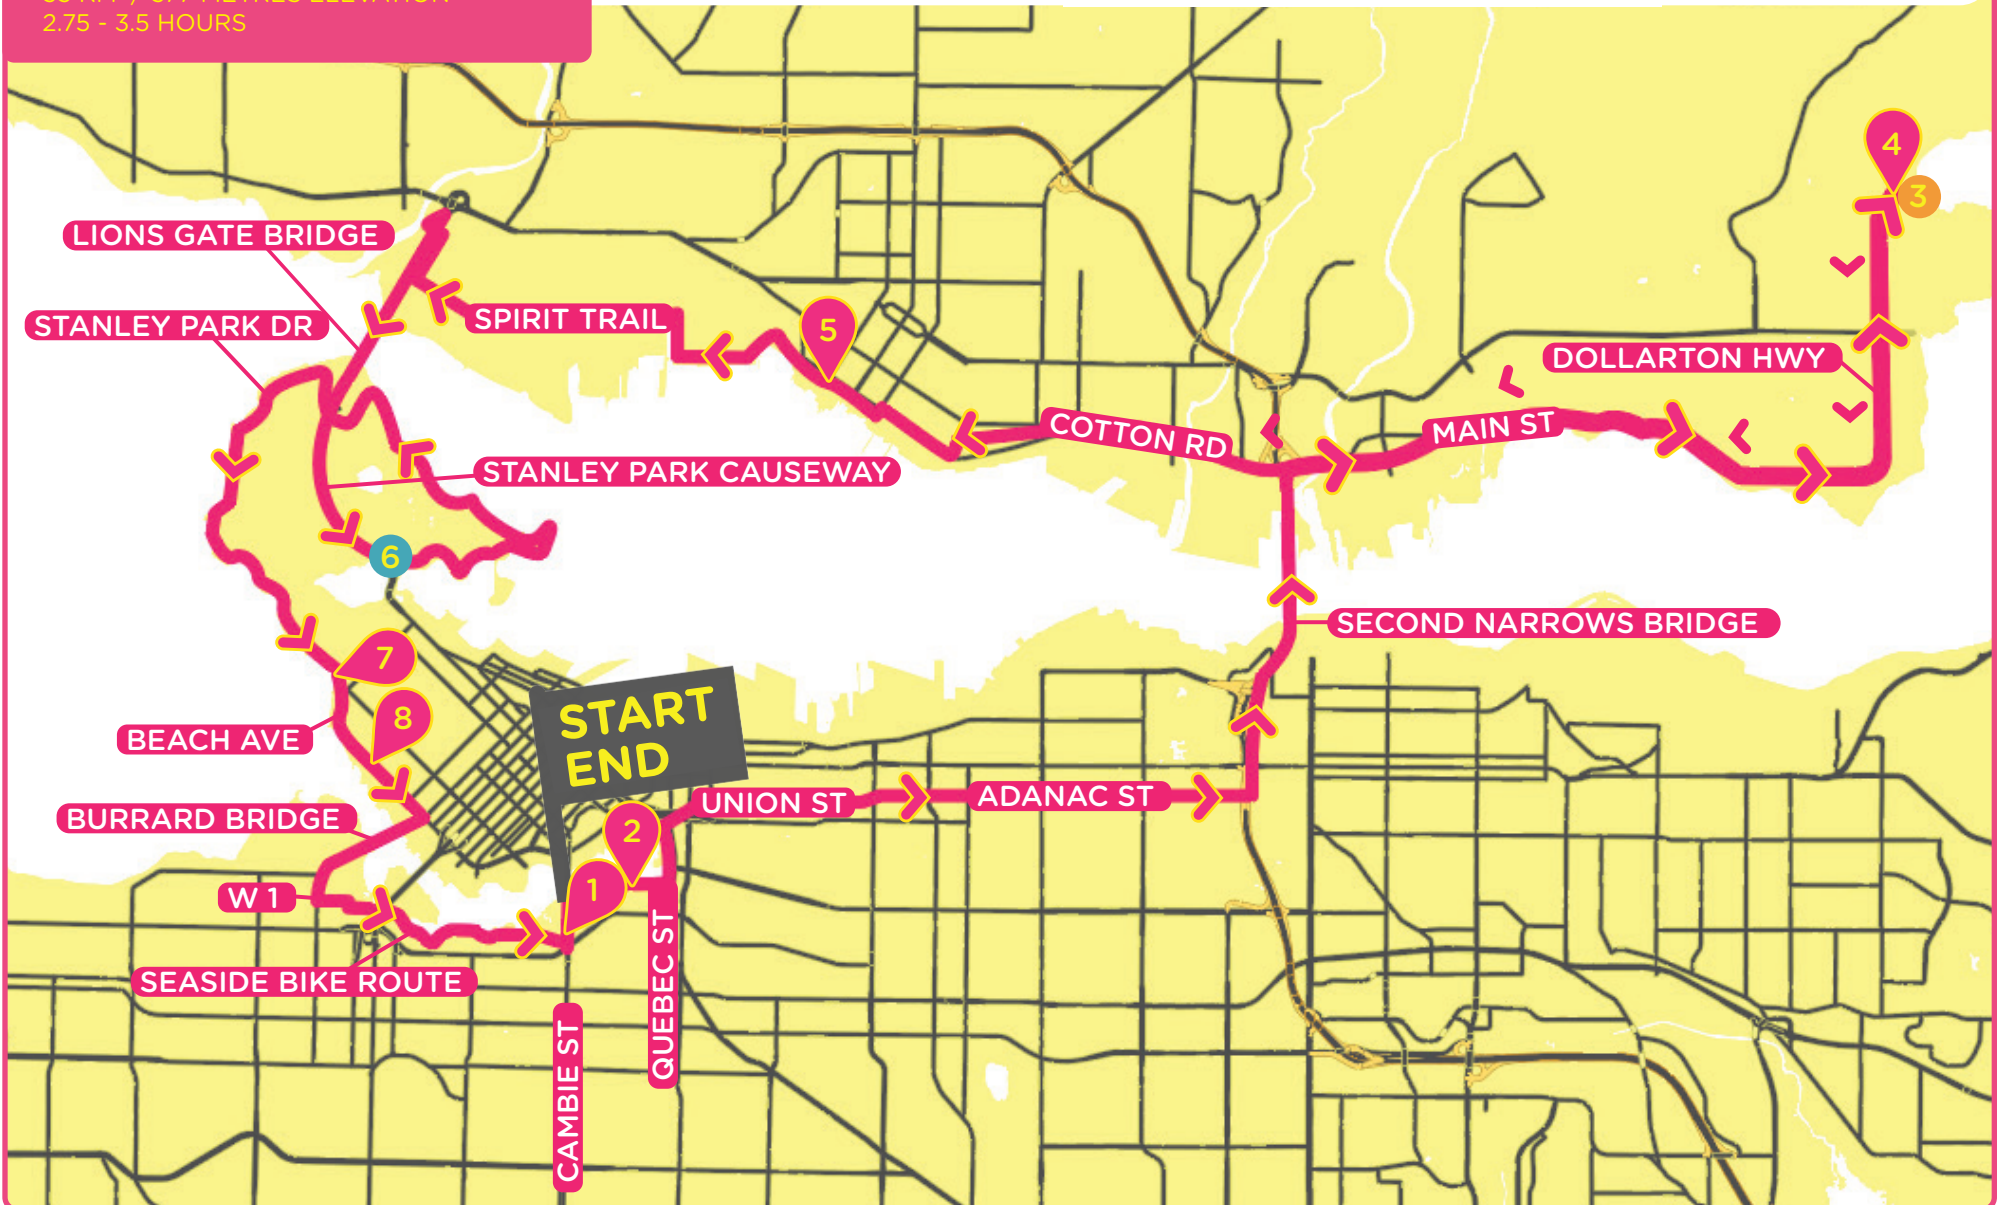 2.75 - 3.5 HOURS
4
3
LIONS GATE BRIDGE
SPIRIT TRAIL
5
STANLEY PARK DR
DOLLARTON HWY
COTTON RD
MAIN ST
STANLEY PARK CAUSEWAY
6
SECOND NARROWS BRIDGE
7
8
START
END
BEACH AVE
UNION ST
ADANAC ST
BURRARD BRIDGE
2
1
W 1
QUEBEC ST
SEASIDE BIKE ROUTE
CAMBIE ST